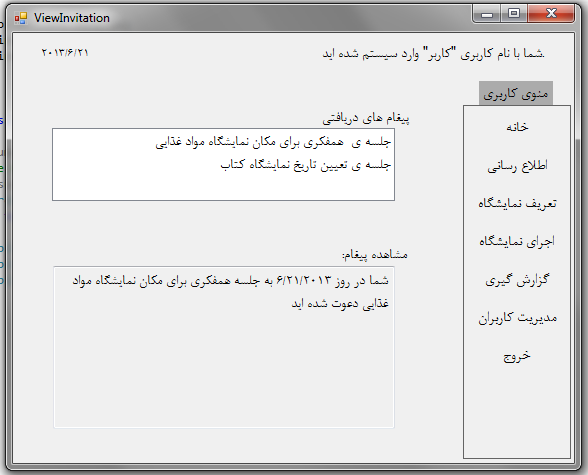 ViewInvitation
شما با نام کاربری "کاربر" وارد سیستم شده اید.
۲۰۱۳/۶/۲۱
منوی کاربری
خانه
اطلاع رسانی
تعریف نمایشگاه
اجرای نمایشگاه
گزارش گیری
مدیریت کاربران
خروج
پیغام های دریافتی
جلسه ی همفکری برای مکان نمایشگاه مواد غذایی
جلسه ی تعیین تاریخ نمایشگاه کتاب
مشاهده پیغام:
شما در روز ۶/۲۱/۲۰۱۳ به جلسه همفکری برای مکان نمایشگاه مواد
غذایی دعوت شده اید